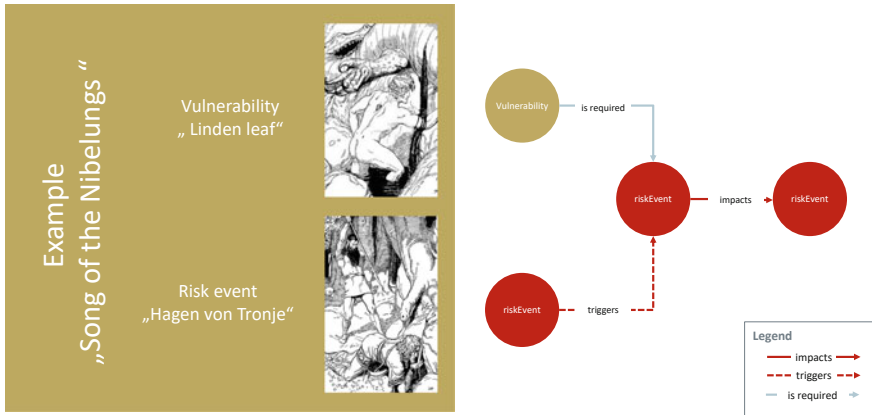 Example
„Song of the Nibelungs “
Vulnerability
„ Linden leaf“
Risk event
„Hagen von Tronje“
Vulnerability
is required
riskEvent
impacts
riskEvent
riskEvent
triggers
Legend
impacts
triggers
is required